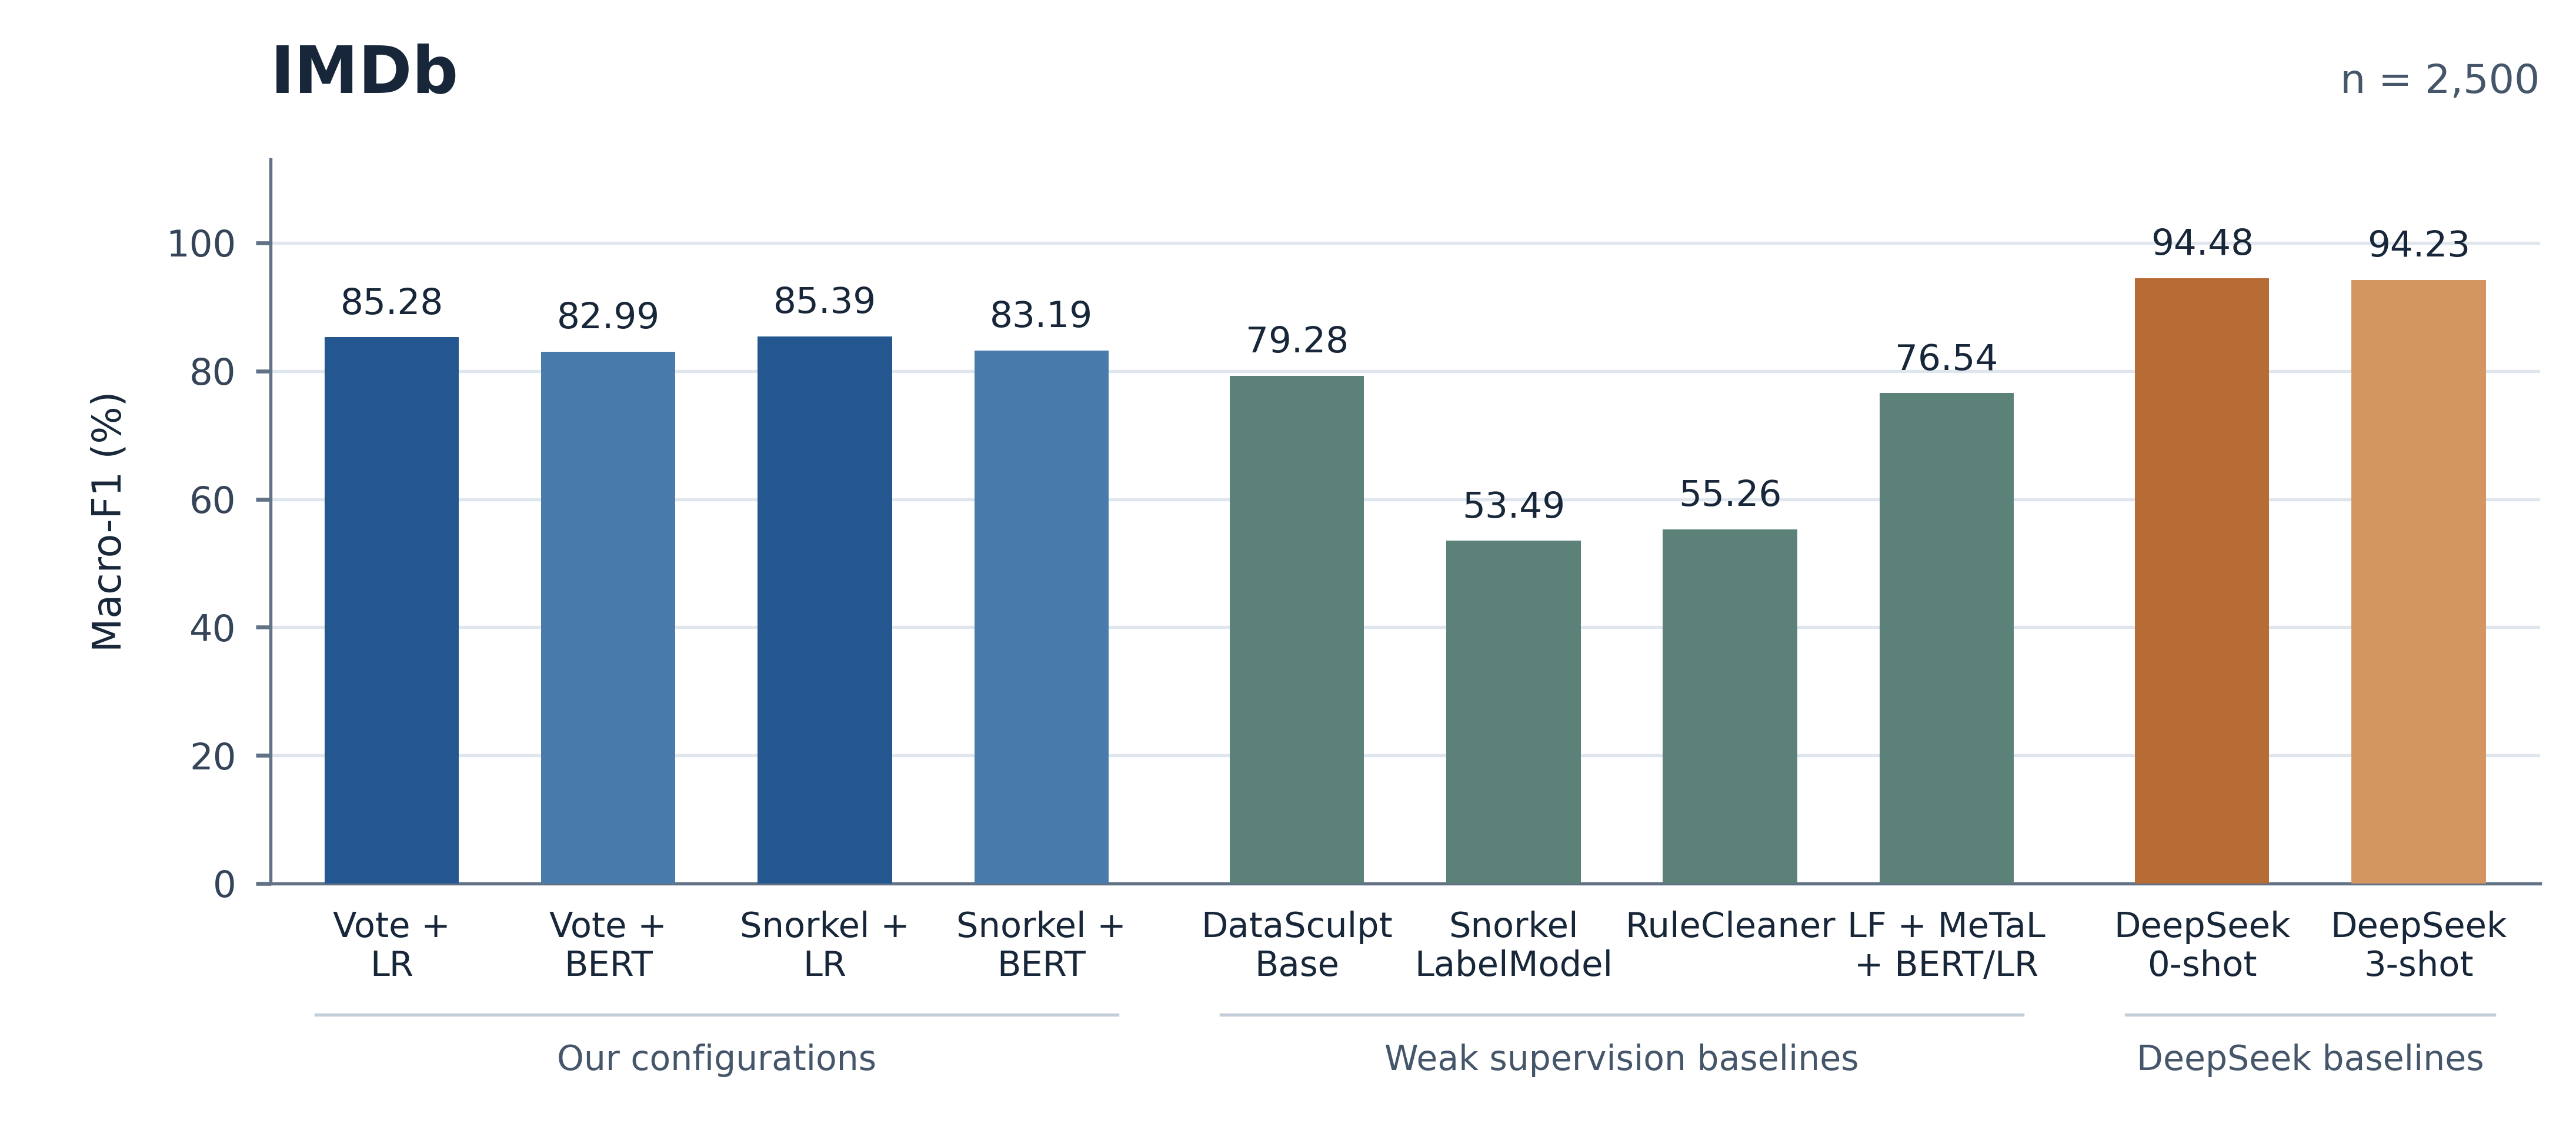 IMDb
n = 2,500
Macro-F1 (%)
100
80
60
40
20
0
85.28
82.99
85.39
83.19
79.28
53.49
55.26
76.54
94.48
94.23
Vote +
LR
Vote +
BERT
Snorkel +
LR
Snorkel +
BERT
DataSculpt
Base
Snorkel
LabelModel
RuleCleaner
LF + MeTaL
+ BERT/LR
DeepSeek
0-shot
DeepSeek
3-shot
Our configurations
Weak supervision baselines
DeepSeek baselines